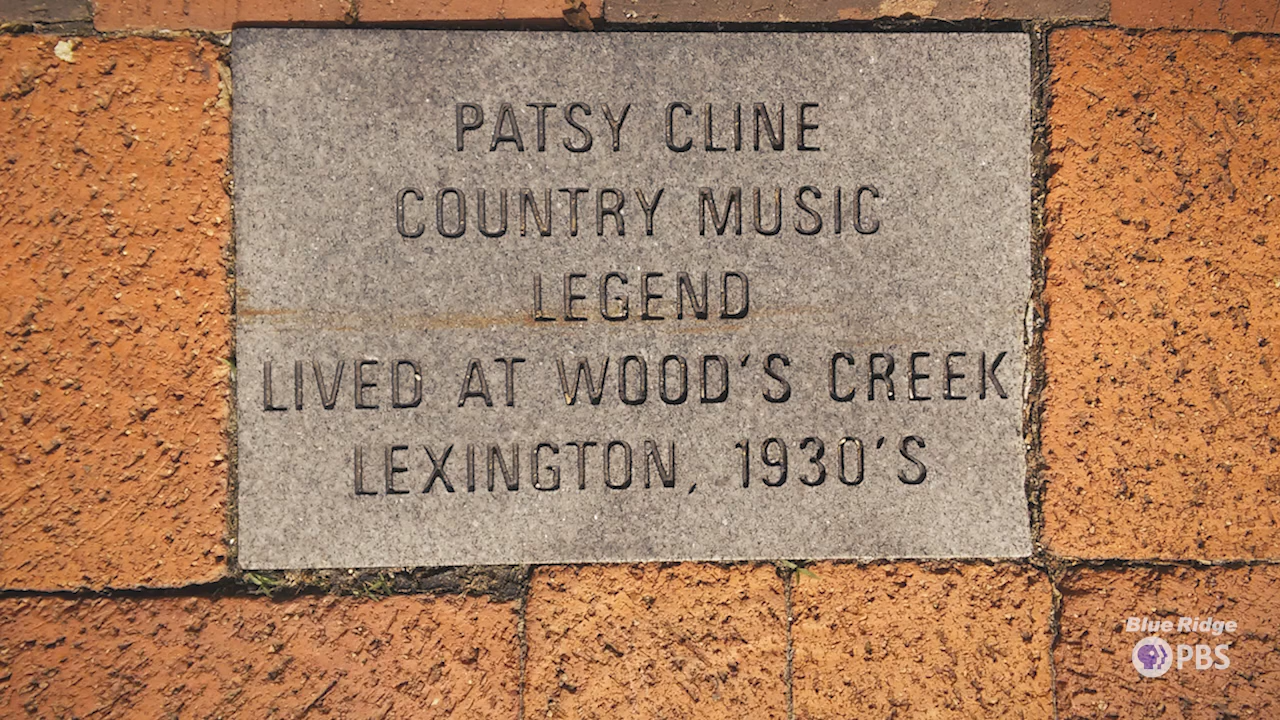 PATSY CLINE
COUNTRY MUSIC
LEGEND
LIVED AT WOOD'S CREEK
LEXINGTON, 1930'S
Blue Ridge
PBS